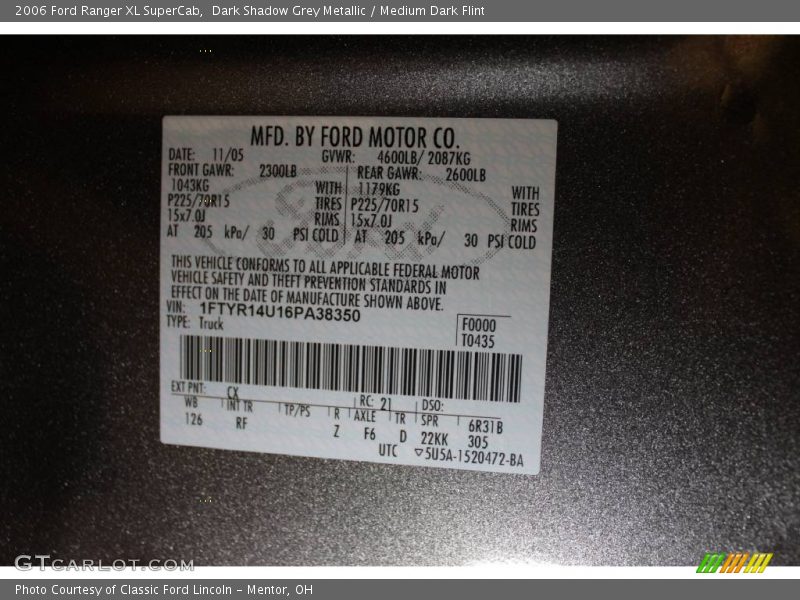 2006 Ford Ranger XL SuperCab,  Dark Shadow Grey Metallic / Medium Dark Flint
MFD. BY FORD MOTOR CO.
DATE: 11/05 GVWR: 4600LB/ 2087KG
FRONT GAWR: 2300LB REAR GAWR: 2600LB
1043KG WITH 1179KG WITH
P225/70R15 TIRES P225/70R15 TIRES
15x7.0J RIMS 15x7.0J RIMS
AT 205 kPa/ 30 PSI COLD AT 205 kPa/ 30 PSI COLD
THIS VEHICLE CONFORMS TO ALL APPLICABLE FEDERAL MOTOR
VEHICLE SAFETY AND THEFT PREVENTION STANDARDS IN
EFFECT ON THE DATE OF MANUFACTURE SHOWN ABOVE.
VIN: 1FTYR14U16PA38350
TYPE: Truck
F0000
T0435
EXT PNT: CX RC: 21 DSO:
WB INT TR TP/PS R AXLE TR SPR 6R31B
126 RF Z F6 D 22KK 305
UTC ▽5U5A-1520472-BA
Ford
GTcarlot.com
Photo Courtesy of Classic Ford Lincoln - Mentor, OH